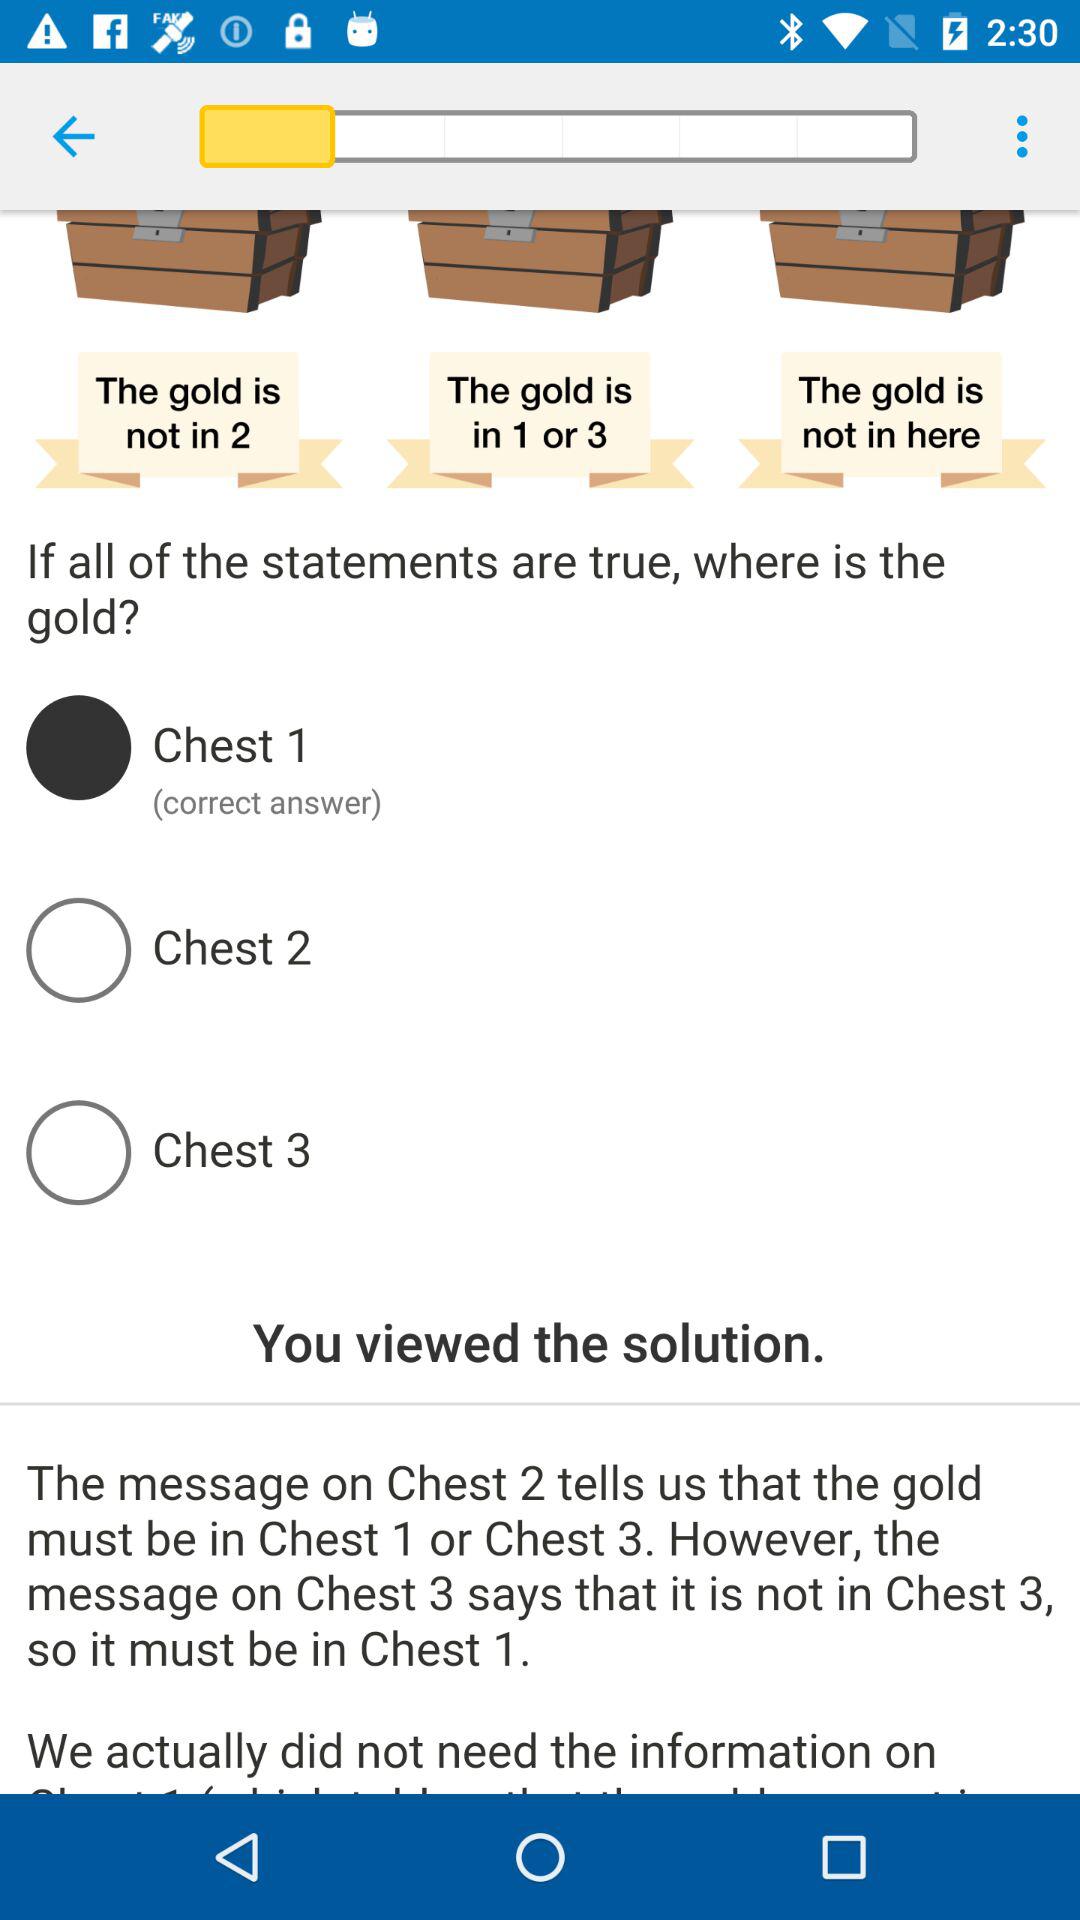 FAKE
2:30
The gold is
not in 2
The gold is
in 1 or 3
The gold is
not in here
If all of the statements are true, where is the
gold?
Chest 1
(correct answer)
Chest 2
Chest 3
You viewed the solution.
The message on Chest 2 tells us that the gold
must be in Chest 1 or Chest 3. However, the
message on Chest 3 says that it is not in Chest 3,
so it must be in Chest 1.
We actually did not need the information on